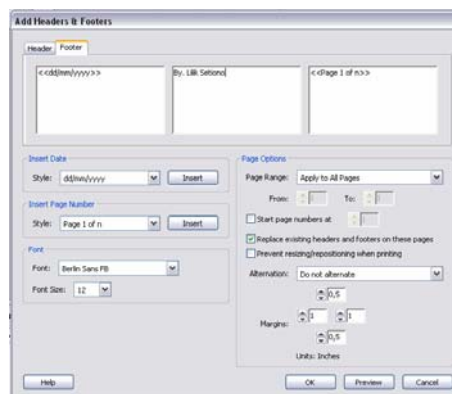 Add Headers & Footers
Header Footer
<<dd/mm/yyyy>> By. Lilik Setiono <<Page 1 of n>>
Insert Date
Style: dd/mm/yyyy Insert
Insert Page Number
Style: Page 1 of n Insert
Font
Font: Berlin Sans FB
Font Size: 12
Page Options
Page Range: Apply to All Pages
From: 1 To: 1
Start page numbers at 1
Replace existing headers and footers on these pages
Prevent resizing/repositioning when printing
Alternation: Do not alternate
0,5
Margins: 1 1
0,5
Units: Inches
Help OK Preview Cancel